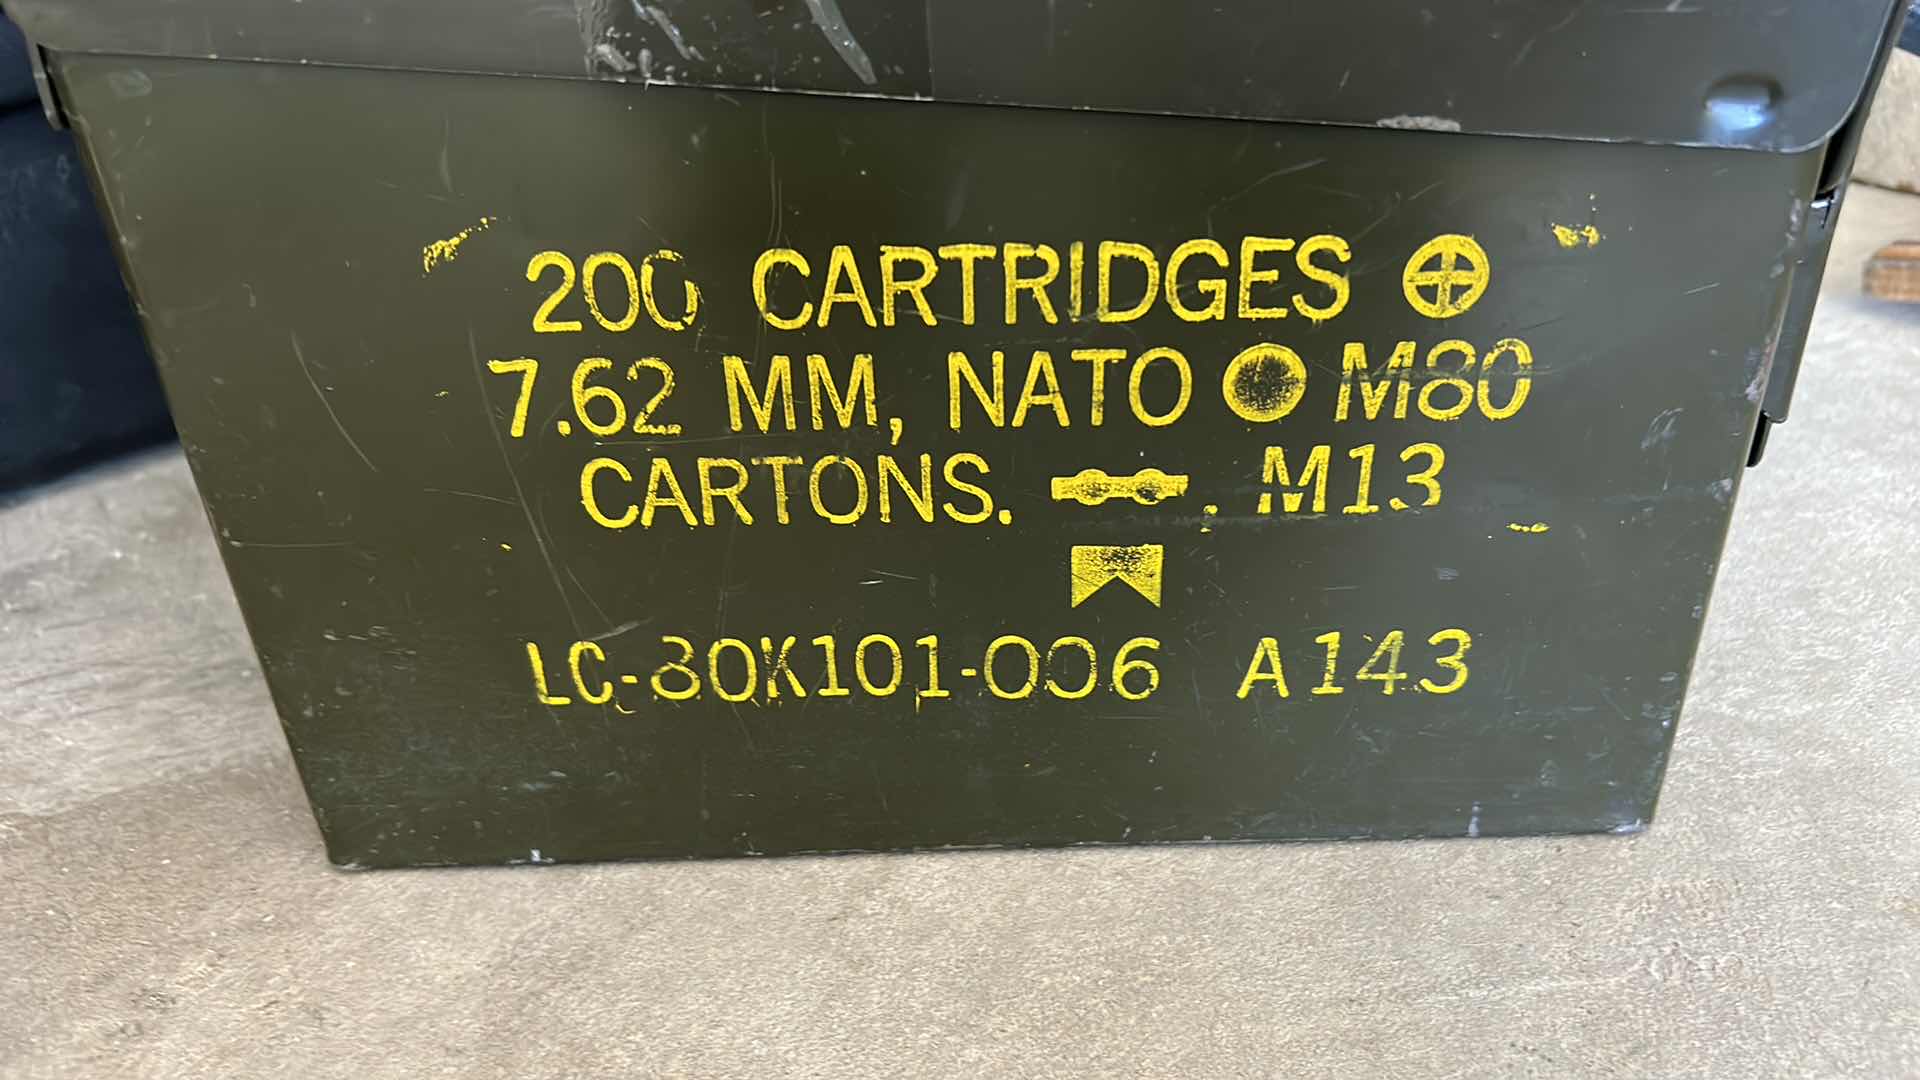 200 CARTRIDGES ⊕
7.62 MM, NATO ● M80
CARTONS. . M13
LC-80K101-006 A143